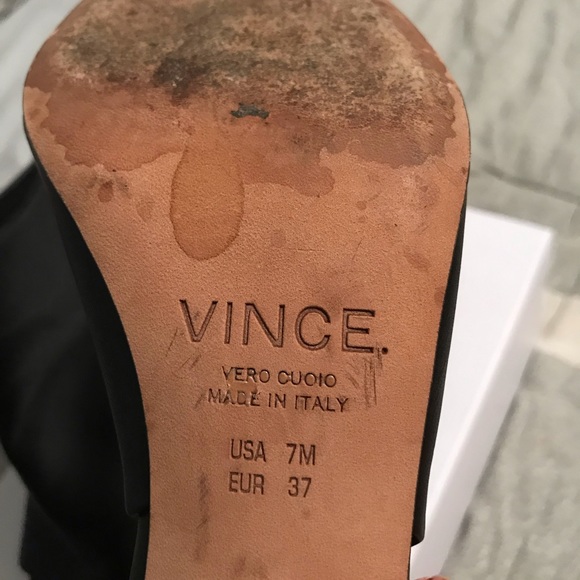 VINCE.
VERO CUOIO
MADE IN ITALY
USA 7M
EUR 37